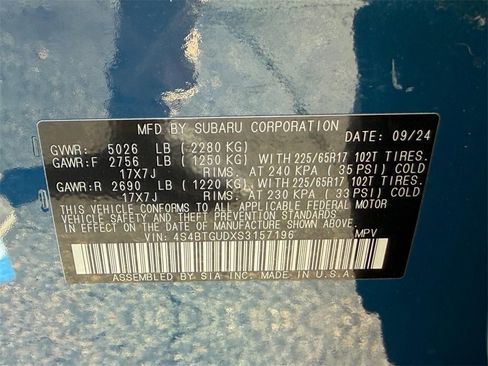 MFD BY SUBARU CORPORATION DATE: 09/24
GVWR: 5026 LB (2280 KG)
GAWR:F 2756 LB (1250 KG), WITH 225/65R17 102T TIRES.
17X7J RIMS. AT 240 KPA (35 PSI) COLD
GAWR:R 2690 LB (1220 KG), WITH 225/65R17 102T TIRES.
17X7J RIMS. AT 230 KPA (33 PSI) COLD
THIS VEHICLE CONFORMS TO ALL APPLICABLE FEDERAL MOTOR
VEHICLE SAFETY AND THEFT PREVENTION STANDARDS
IN EFFECT ON THE DATE OF MANUFACTURE SHOWN ABOVE.
VIN: 4S4BTGUDXS3157196 MPV
ASSEMBLED BY SIA INC. MADE IN U.S.A.